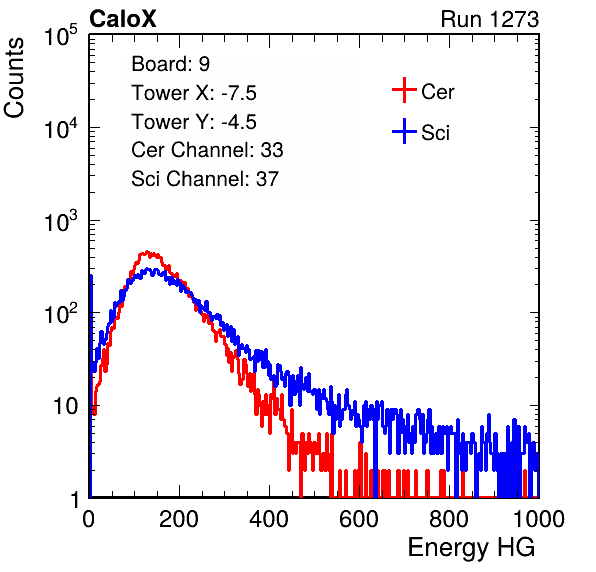 CaloX Run 1273
Counts
10^5
10^4
10^3
10^2
10
1
Board: 9
Tower X: -7.5
Tower Y: -4.5
Cer Channel: 33
Sci Channel: 37
Cer
Sci
0 200 400 600 800 1000
Energy HG